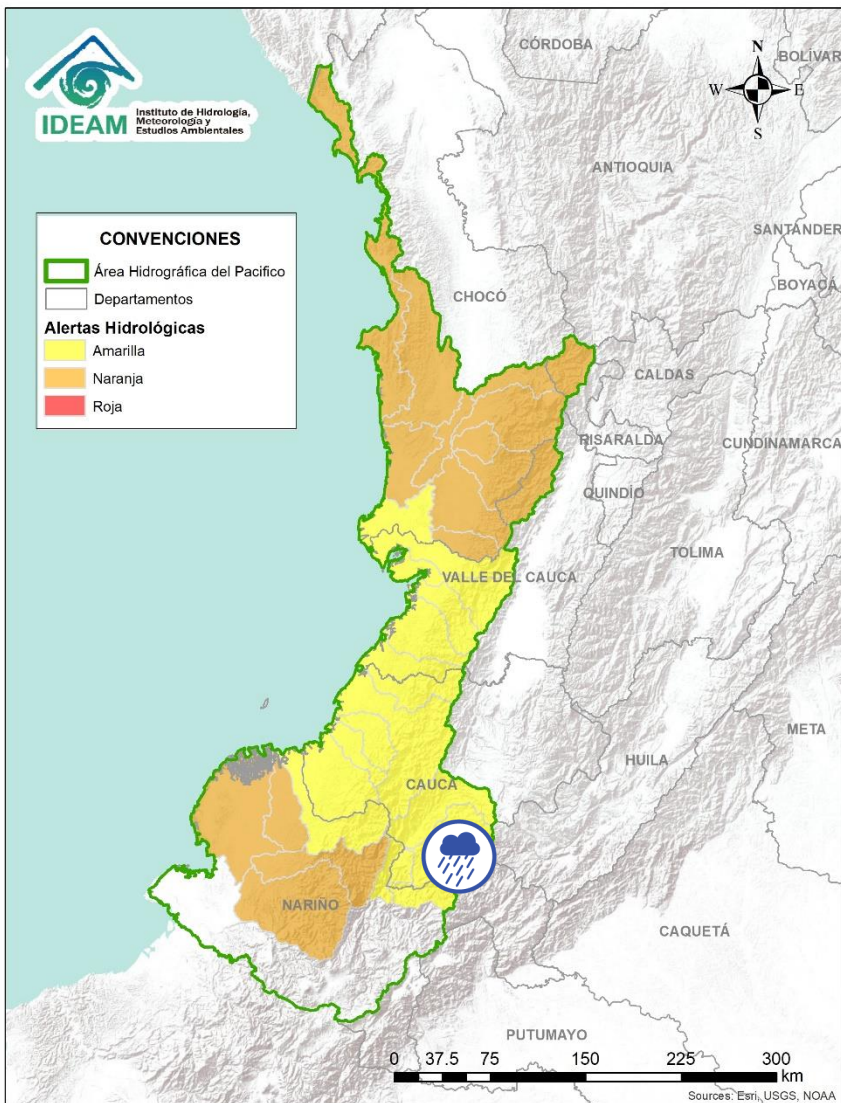 IDEAM
Instituto de Hidrología,
Meteorología y
Estudios Ambientales
CÓRDOBA
BOLÍVAR
N
W
E
S
ANTIOQUIA
SANTANDER
BOYACÁ
CONVENCIONES
Área Hidrográfica del Pacifico
Departamentos
Alertas Hidrológicas
Amarilla
Naranja
Roja
CHOCÓ
CALDAS
RISARALDA
CUNDINAMARCA
QUINDÍO
TOLIMA
VALLE DEL CAUCA
META
HUILA
CAUCA
NARIÑO
CAQUETÁ
PUTUMAYO
0 37.5 75 150 225 300
km
Sources: Esri, USGS, NOAA